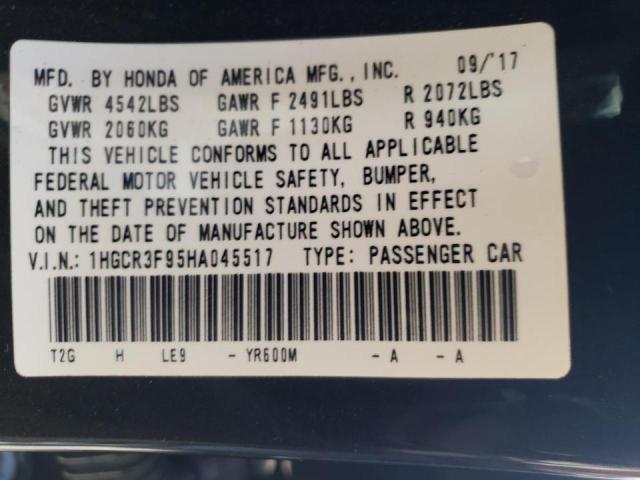 MFD. BY HONDA OF AMERICA MFG., INC. 09/'17
GVWR 4542LBS GAWR F 2491LBS R 2072LBS
GVWR 2060KG GAWR F 1130KG R 940KG
THIS VEHICLE CONFORMS TO ALL APPLICABLE
FEDERAL MOTOR VEHICLE SAFETY, BUMPER,
AND THEFT PREVENTION STANDARDS IN EFFECT
ON THE DATE OF MANUFACTURE SHOWN ABOVE.
V.I.N.: 1HGCR3F95HA045517 TYPE: PASSENGER CAR
T2G H LE9 - YR600M - A - A